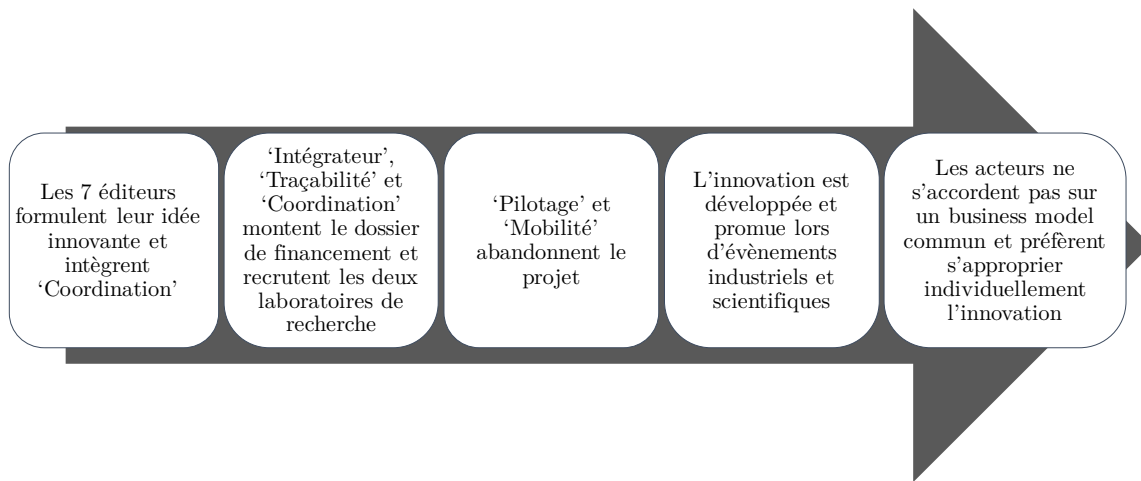 Les 7 éditeurs
formulent leur idée
innovante et
intègrent
‘Coordination’
‘Intégrateur’,
‘Traçabilité’ et
‘Coordination’
montent le dossier
de financement et
recrutent les deux
laboratoires de
recherche
‘Pilotage’ et
‘Mobilité’
abandonnent le
projet
L’innovation est
développée et
promue lors
d’évènements
industriels et
scientifiques
Les acteurs ne
s’accordent pas sur
un business model
commun et préfèrent
s’approprier
individuellement
l’innovation